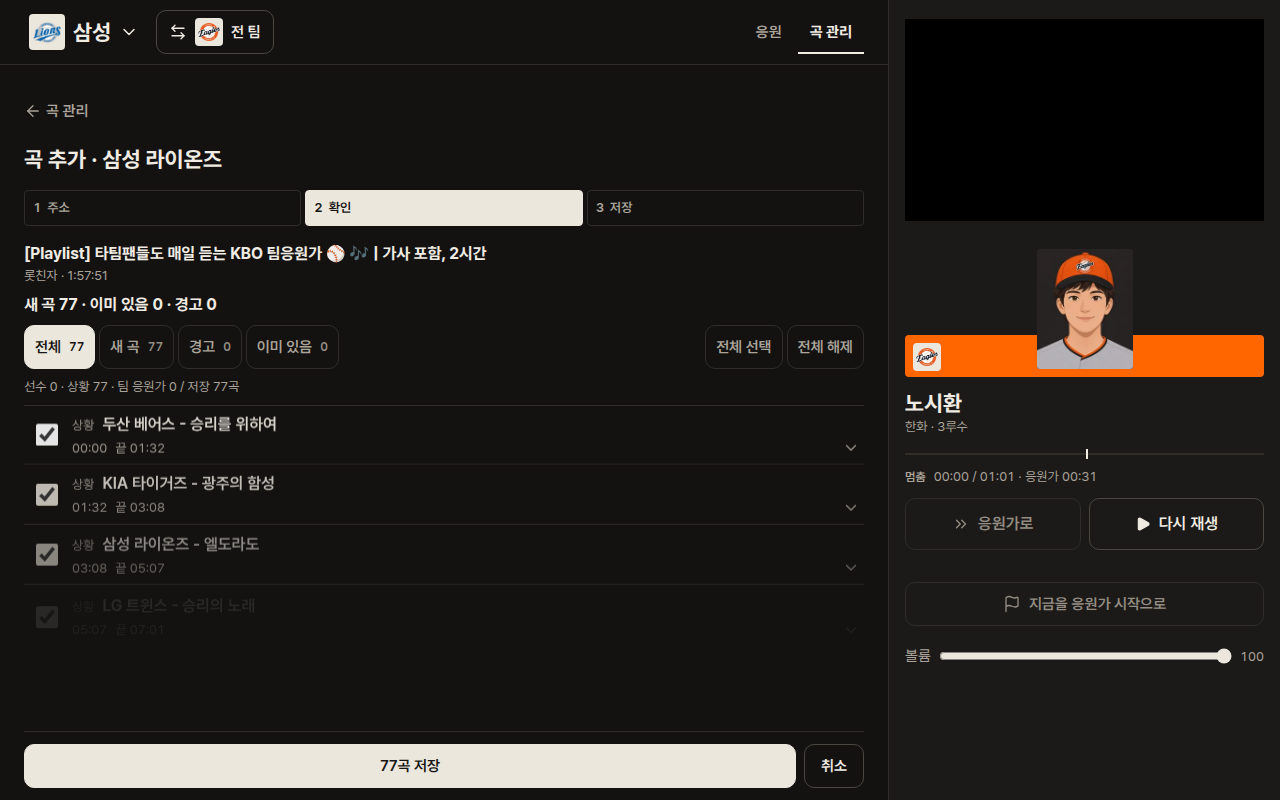 Lions 삼성
Eagles 전 팀
응원
곡 관리
곡 관리
곡 추가 · 삼성 라이온즈
1 주소
2 확인
3 저장
[Playlist] 타팀팬들도 매일 듣는 KBO 팀응원가 ⚾ 🎶 | 가사 포함, 2시간
롯친자 · 1:57:51
새 곡 77 · 이미 있음 0 · 경고 0
전체 77
새 곡 77
경고 0
이미 있음 0
전체 선택
전체 해제
선수 0 · 상황 77 · 팀 응원가 0 / 저장 77곡
상황 두산 베어스 - 승리를 위하여
00:00 끝 01:32
상황 KIA 타이거즈 - 광주의 함성
01:32 끝 03:08
상황 삼성 라이온즈 - 엘도라도
03:08 끝 05:07
상황 LG 트윈스 - 승리의 노래
05:07 끝 07:01
77곡 저장
취소
Eagles
노시환
한화 · 3루수
멈춤 00:00 / 01:01 · 응원가 00:31
응원가로
다시 재생
지금을 응원가 시작으로
볼륨 100